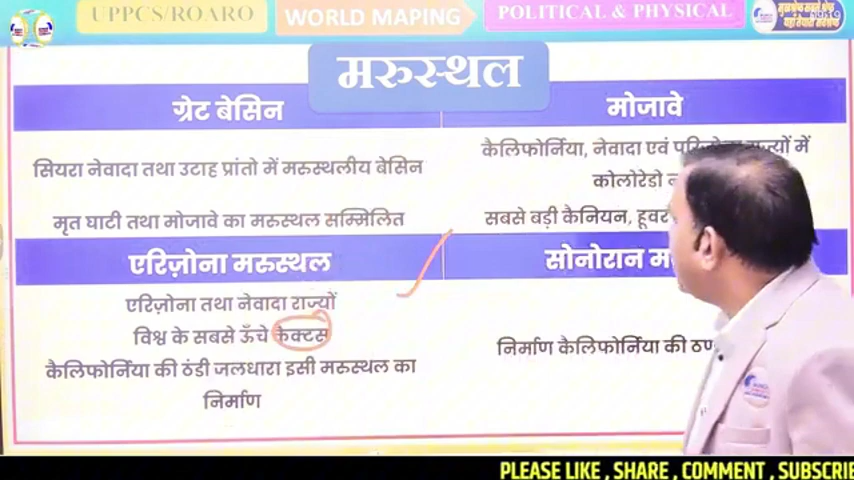 UPPCS/ROARO
WORLD MAPING
POLITICAL & PHYSICAL
मरुस्थल
ग्रेट बेसिन
मोजावे
सियरा नेवादा तथा उटाह प्रांतो में मरुस्थलीय बेसिन
मृत घाटी तथा मोजावे का मरुस्थल सम्मिलित
कैलिफोर्निया, नेवादा एवं राज्यों में
कोलोरेडो
सबसे बड़ी कैनियन, हूवर
एरिज़ोना मरुस्थल
सोनोरान
एरिज़ोना तथा नेवादा राज्यों
विश्व के सबसे ऊँचे कैक्टस
कैलिफोर्निया की ठंडी जलधारा इसी मरुस्थल का
निर्माण
निर्माण कैलिफोर्निया की
PLEASE LIKE , SHARE , COMMENT , SUBSCRIBE